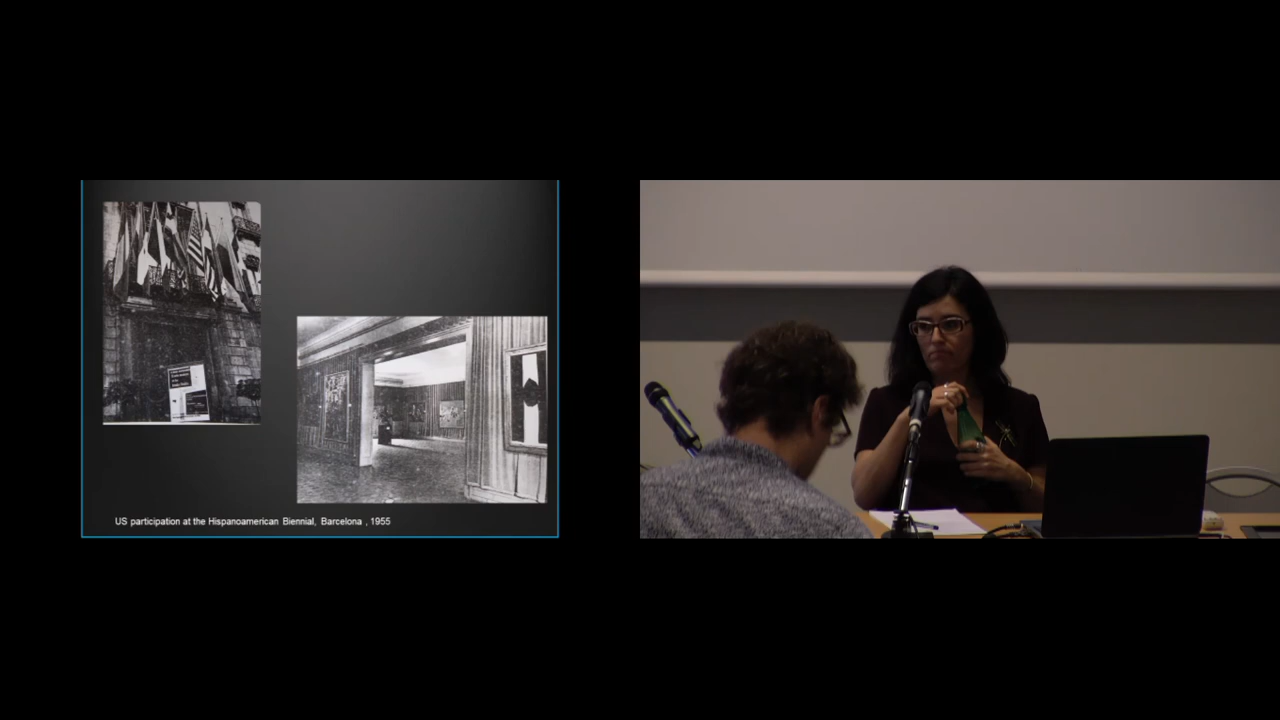 US participation at the Hispanoamerican Biennial, Barcelona , 1955